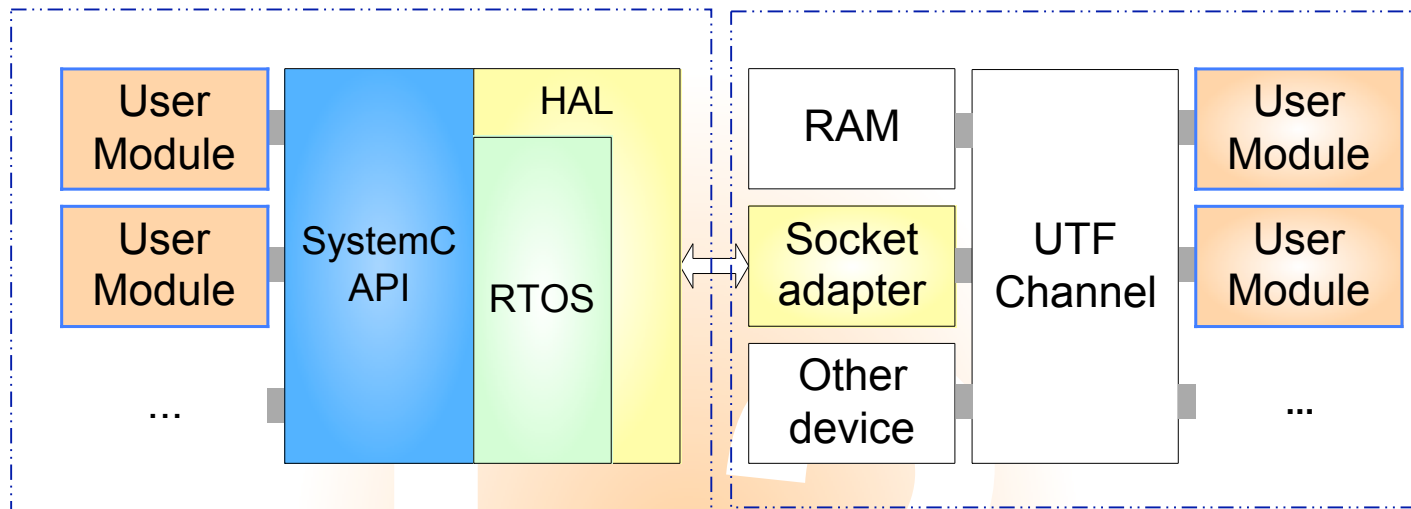 User
Module
User
Module
...
SystemC
API
HAL
RTOS
RAM
Socket
adapter
Other
device
UTF
Channel
User
Module
User
Module
...